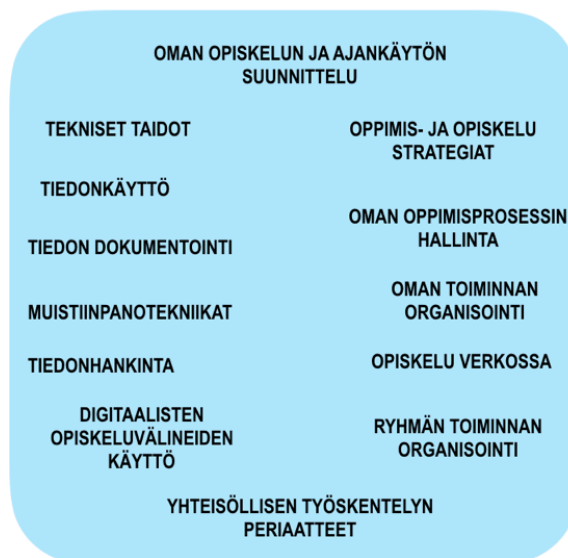 OMAN OPISKELUN JA AJANKÄYTÖN
SUUNNITTELU
TEKNISET TAIDOT
OPPIMIS- JA OPISKELU
STRATEGIAT
TIEDONKÄYTTÖ
OMAN OPPIMISPROSESSIN
HALLINTA
TIEDON DOKUMENTOINTI
OMAN TOIMINNAN
ORGANISOINTI
MUISTIINPANOTEKNIIKAT
TIEDONHANKINTA
OPISKELU VERKOSSA
DIGITAALISTEN
OPISKELUVÄLINEIDEN
KÄYTTÖ
RYHMÄN TOIMINNAN
ORGANISOINTI
YHTEISÖLLISEN TYÖSKENTELYN
PERIAATTEET